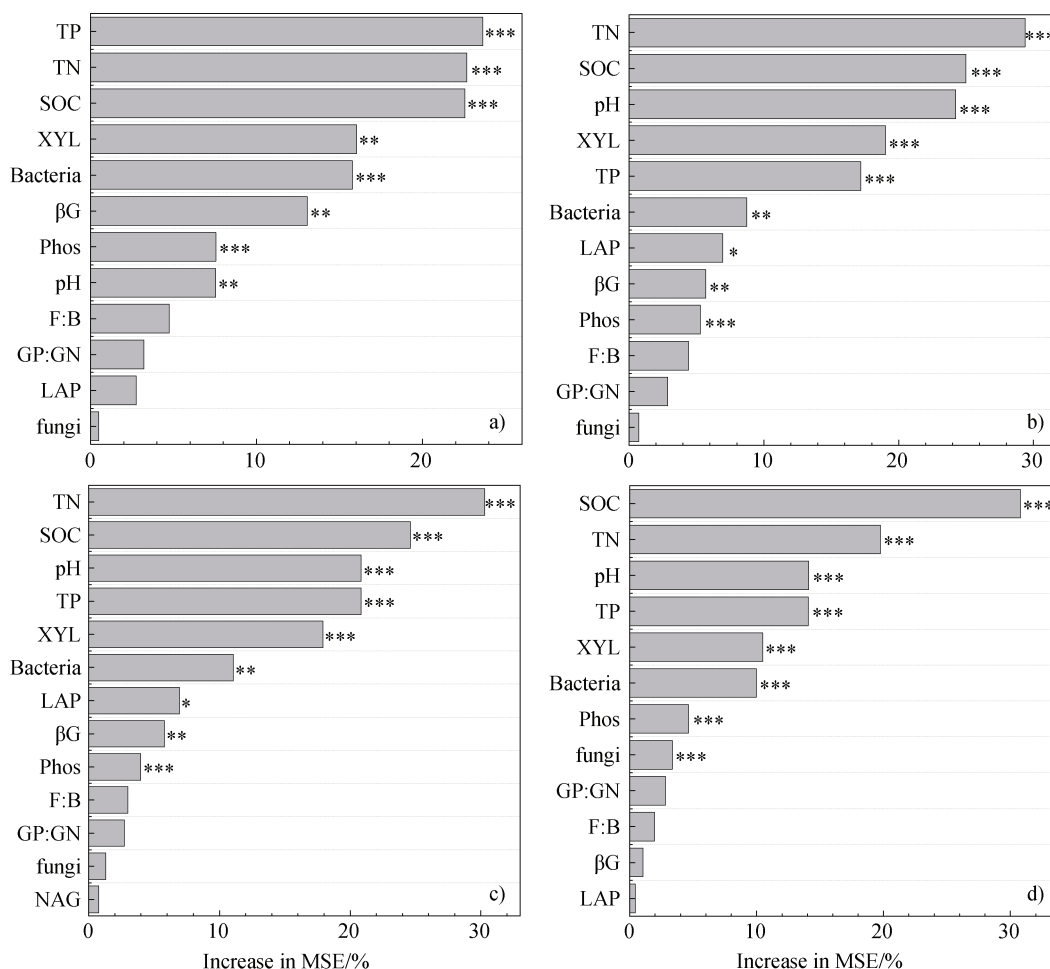 TP ***
TN ***
SOC ***
XYL **
Bacteria ***
βG **
Phos ***
pH **
F:B
GP:GN
LAP
fungi
a)
0 10 20
TN ***
SOC ***
pH ***
XYL ***
TP ***
Bacteria **
LAP *
βG **
Phos ***
F:B
GP:GN
fungi
b)
0 10 20 30
TN ***
SOC ***
pH ***
TP ***
XYL ***
Bacteria **
LAP *
βG **
Phos ***
F:B
GP:GN
fungi
NAG
c)
0 10 20 30
Increase in MSE/%
SOC ***
TN ***
pH ***
TP ***
XYL ***
Bacteria ***
Phos ***
fungi ***
GP:GN
F:B
βG
LAP
d)
0 10 20 30
Increase in MSE/%